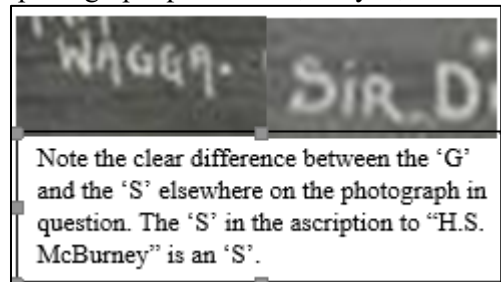 WAGGA.
SiR D
Note the clear difference between the ‘G’
and the ‘S’ elsewhere on the photograph in
question. The ‘S’ in the ascription to “H.S.
McBurney” is an ‘S’.